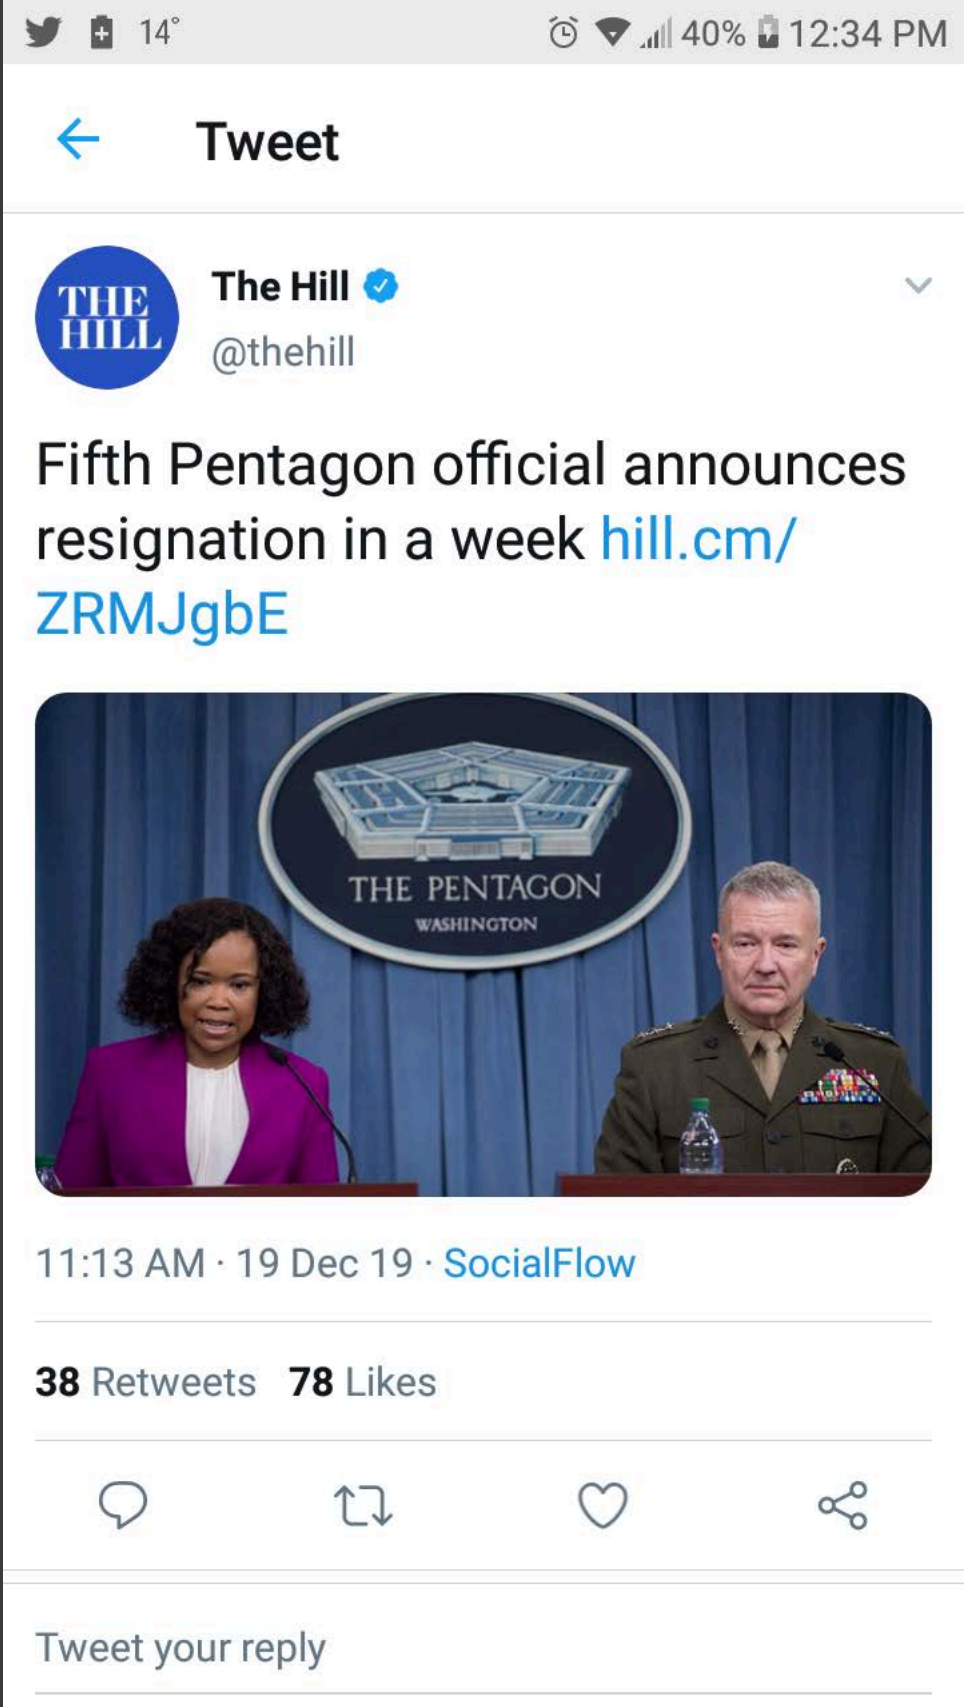 14° 40% 12:34 PM
Tweet
THE
HILL
The Hill
@thehill
Fifth Pentagon official announces
resignation in a week hill.cm/
ZRMJgbE
THE PENTAGON
WASHINGTON
11:13 AM · 19 Dec 19 · SocialFlow
38 Retweets 78 Likes
Tweet your reply